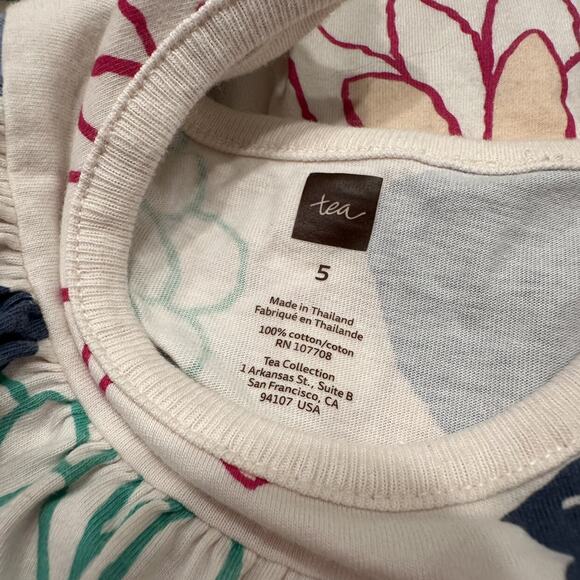 tea
5
Made in Thailand
Fabriqué en Thaïlande
100% cotton/coton
RN 107708
Tea Collection
1 Arkansas St., Suite B
San Francisco, CA
94107 USA